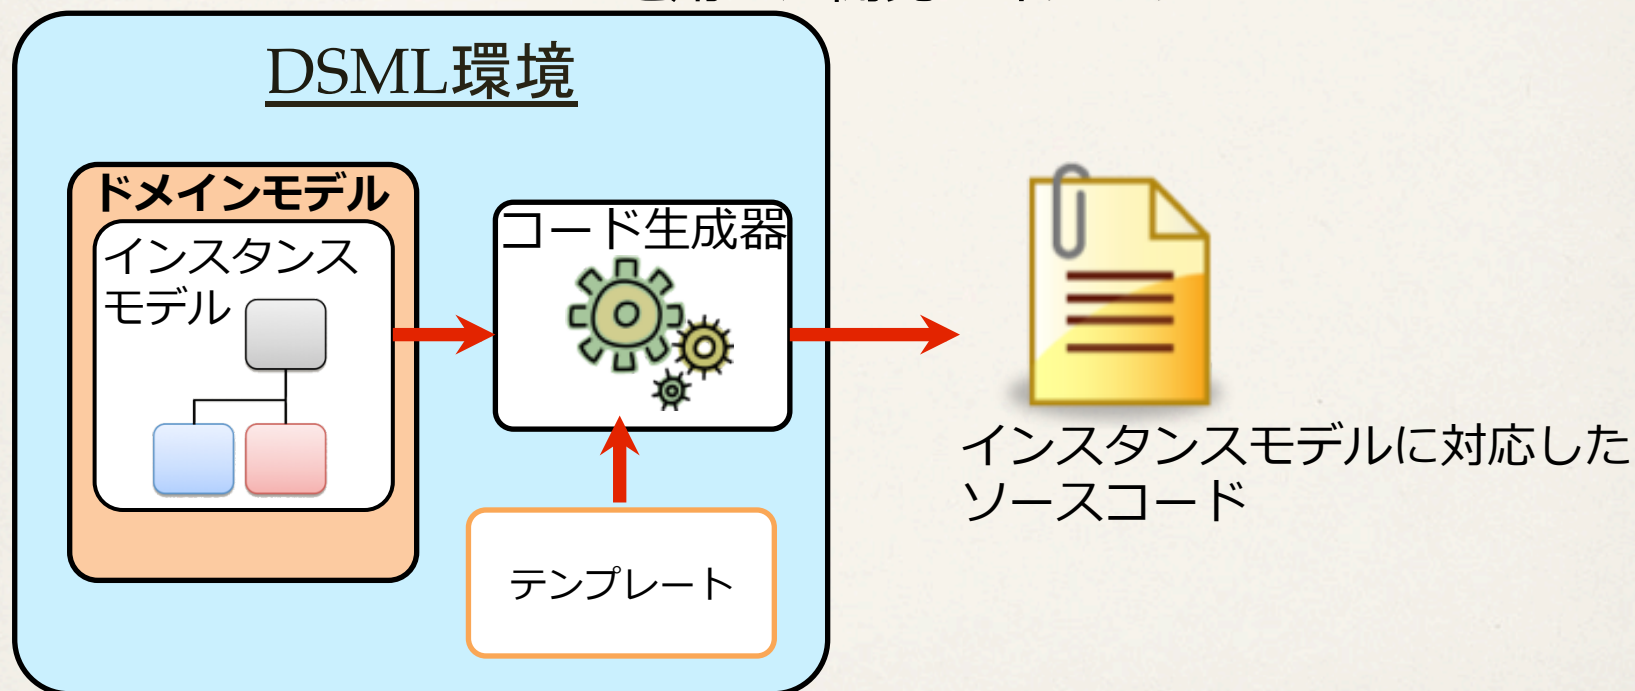 DSML環境
ドメインモデル
インスタンス
モデル
コード生成器
テンプレート
インスタンスモデルに対応した
ソースコード